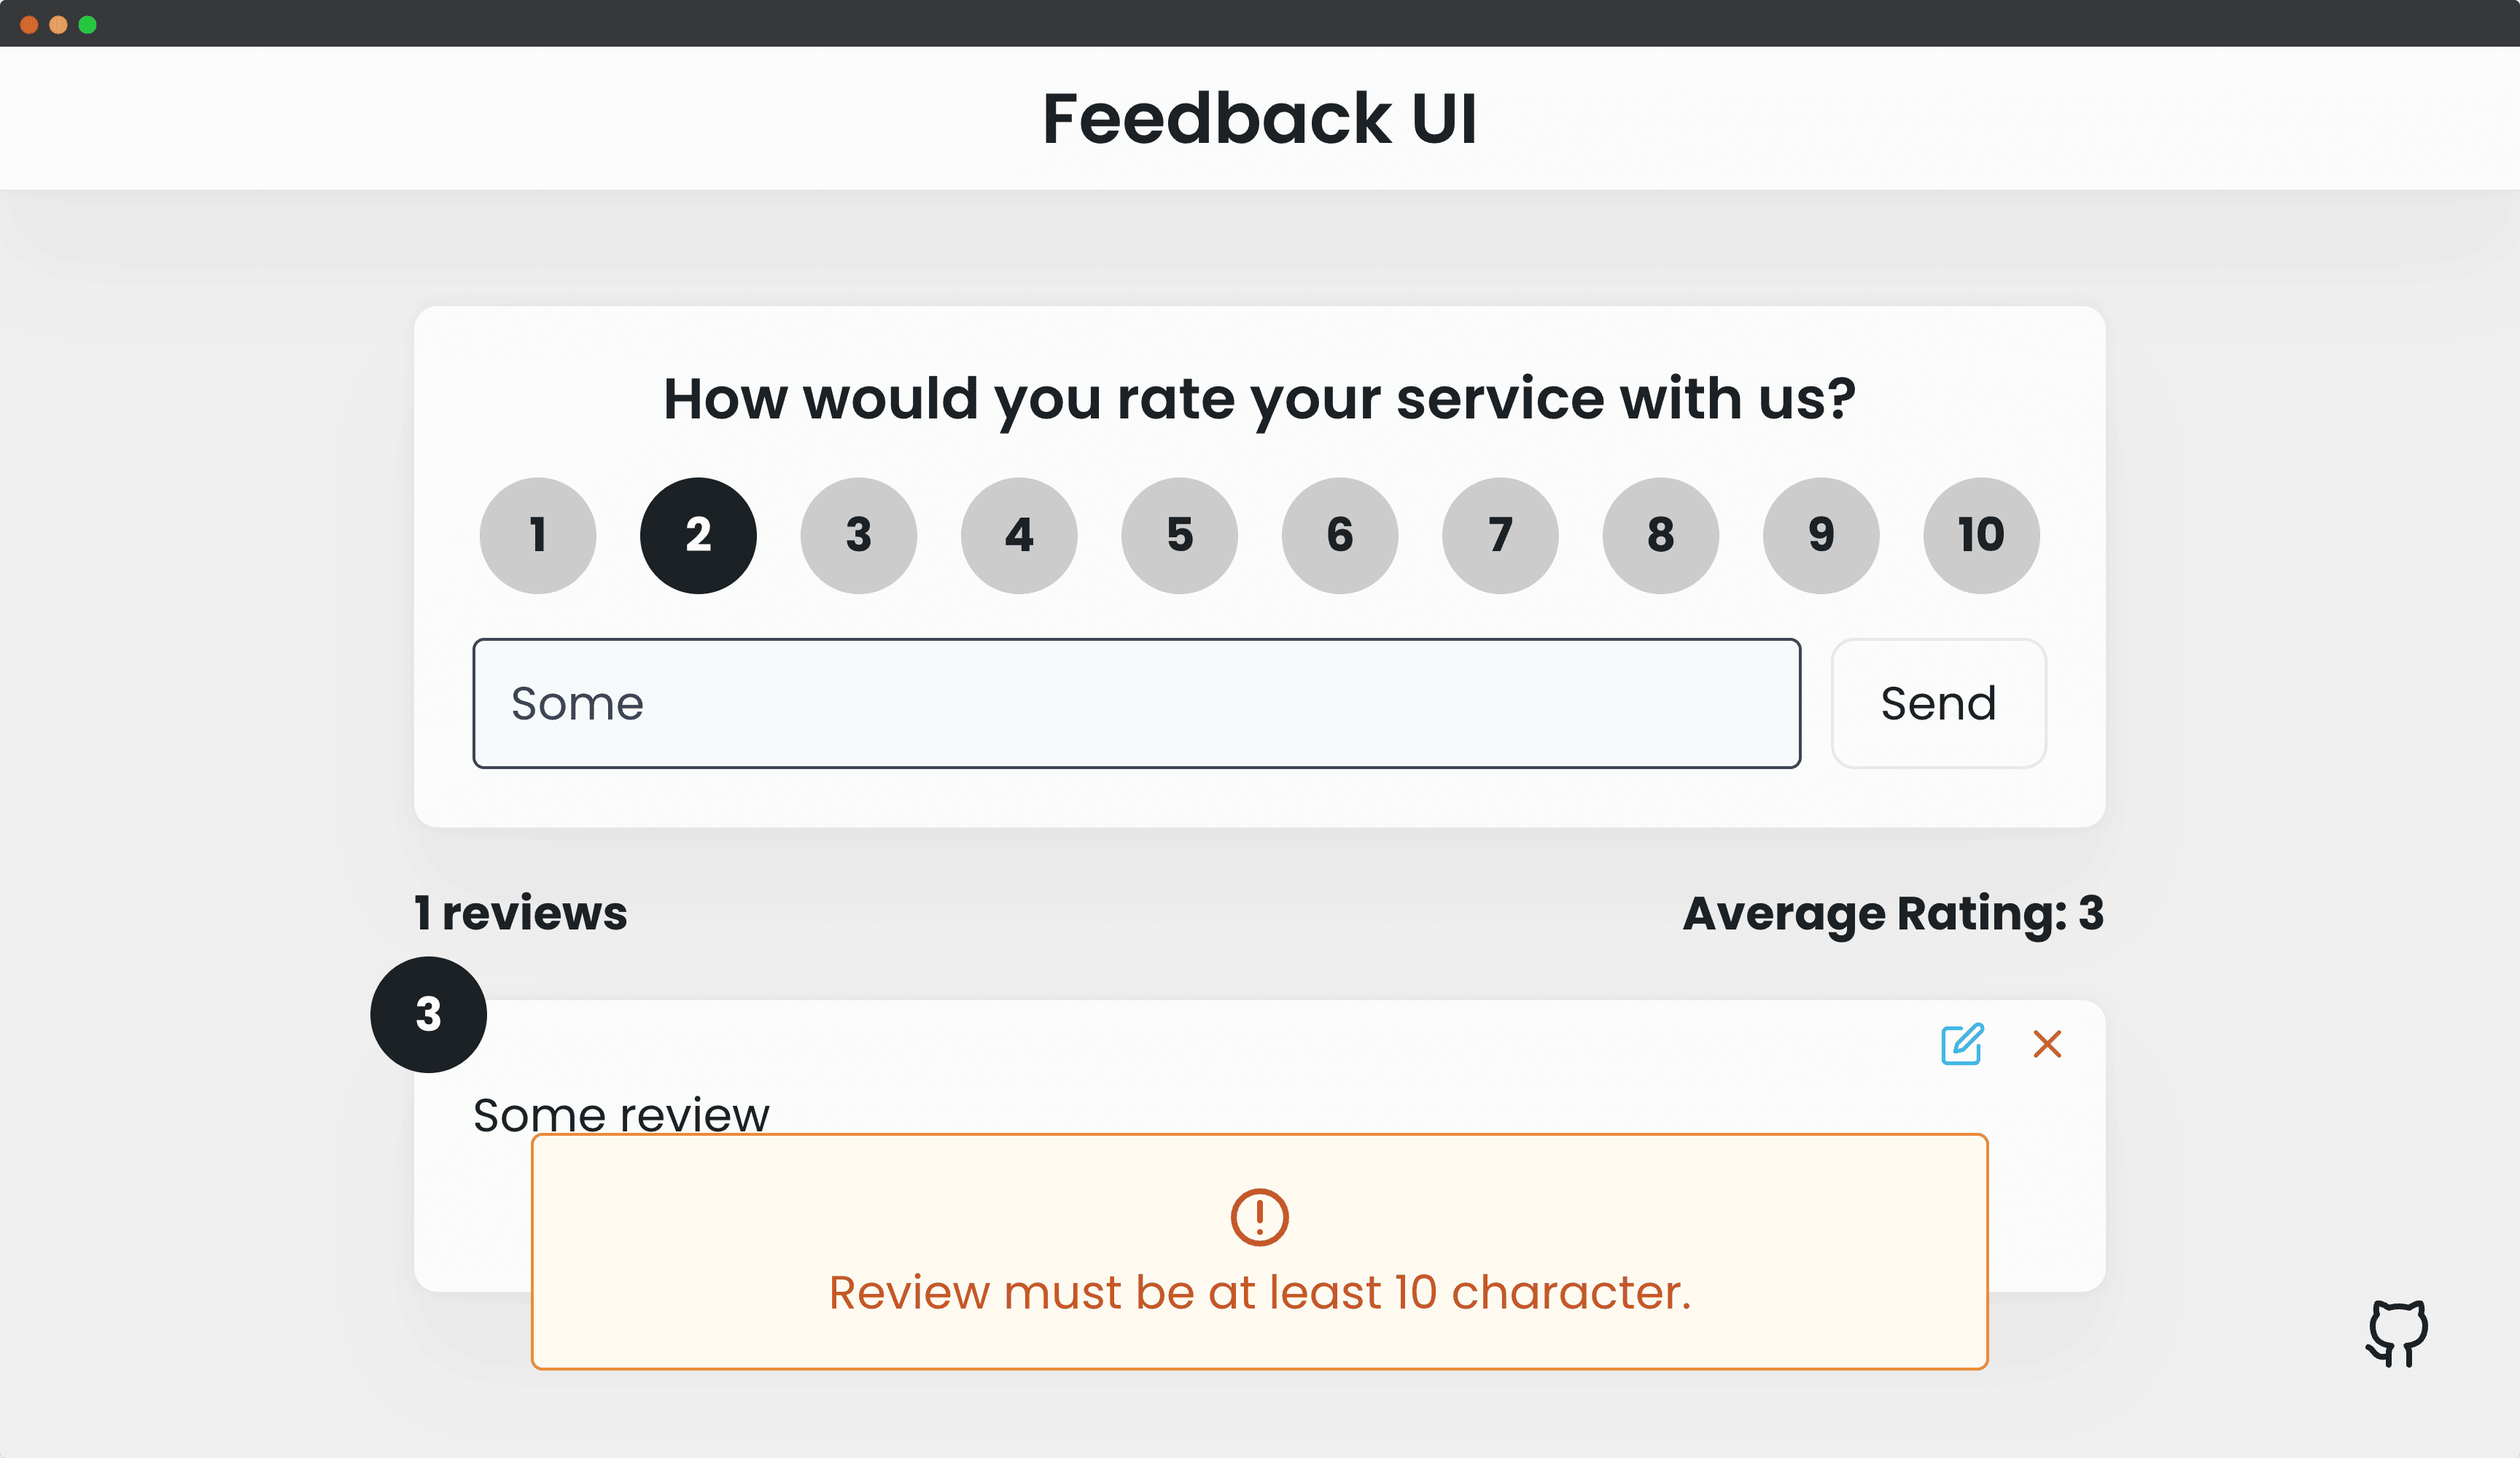 Feedback UI
How would you rate your service with us?
1 2 3 4 5 6 7 8 9 10
Some
Send
1 reviews
Average Rating: 3
3
Some review
Review must be at least 10 character.